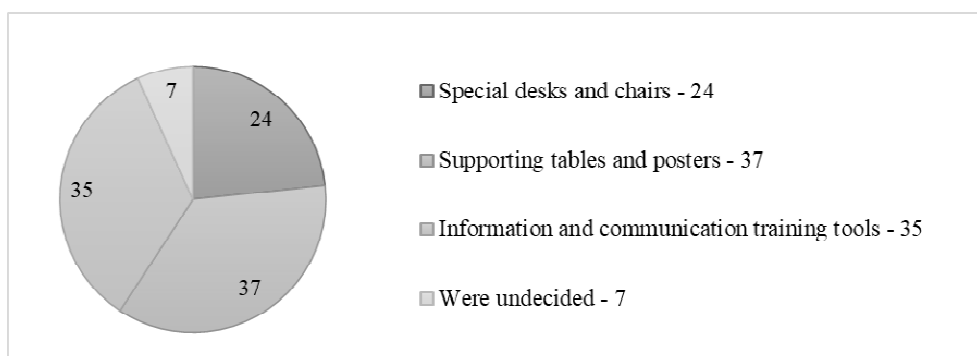 7
24
35
37
Special desks and chairs - 24
Supporting tables and posters - 37
Information and communication training tools - 35
Were undecided - 7